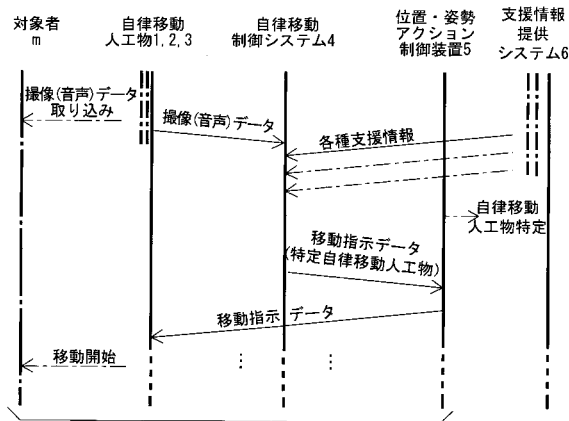 対象者
m
自律移動
人工物1, 2, 3
自律移動
制御システム4
位置・姿勢
アクション
制御装置5
支援情報
提供
システム6
撮像(音声)データ
取り込み
撮像(音声)データ
各種支援情報
自律移動
人工物特定
移動指示データ
(特定自律移動人工物)
移動指示 データ
移動開始